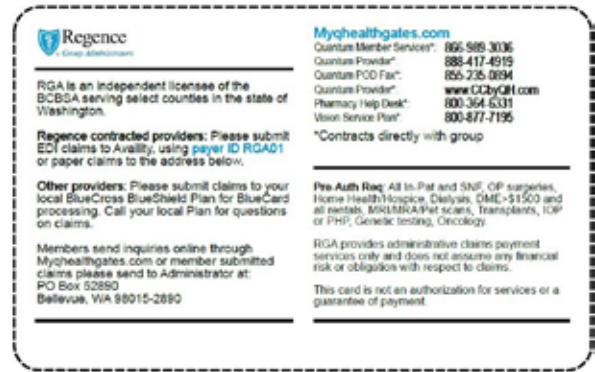 Regence
Group Administrators
RGA is an independent licensee of the
BCBSA serving select counties in the state of
Washington.
Regence contracted providers: Please submit
EDI claims to Availity, using payer ID RGA01
or paper claims to the address below.
Other providers: Please submit claims to your
local BlueCross BlueShield Plan for BlueCard
processing. Call your local Plan for questions
on claims.
Members send inquiries online through
Myqhealthgates.com or member submitted
claims please send to Administrator at:
PO Box 52890
Bellevue, WA 98015-2890
Myqhealthgates.com
Quantum Member Services*: 866-989-3036
Quantum Provider*: 888-417-4919
Quantum POD Fax*: 855-235-0894
Quantum Provider*: www.CCbyQH.com
Pharmacy Help Desk*: 800-364-6331
Vision Service Plan*: 800-877-7195
*Contracts directly with group
Pre Auth Req: All In-Pat and SNF, OP surgeries,
Home Health/Hospice, Dialysis, DME>$1500 and
all rentals, MRI/MRA/Pet scans, Transplants, IOP
or PHP, Genetic testing, Oncology.
RGA provides administrative claims payment
services only and does not assume any financial
risk or obligation with respect to claims.
This card is not an authorization for services or a
guarantee of payment.